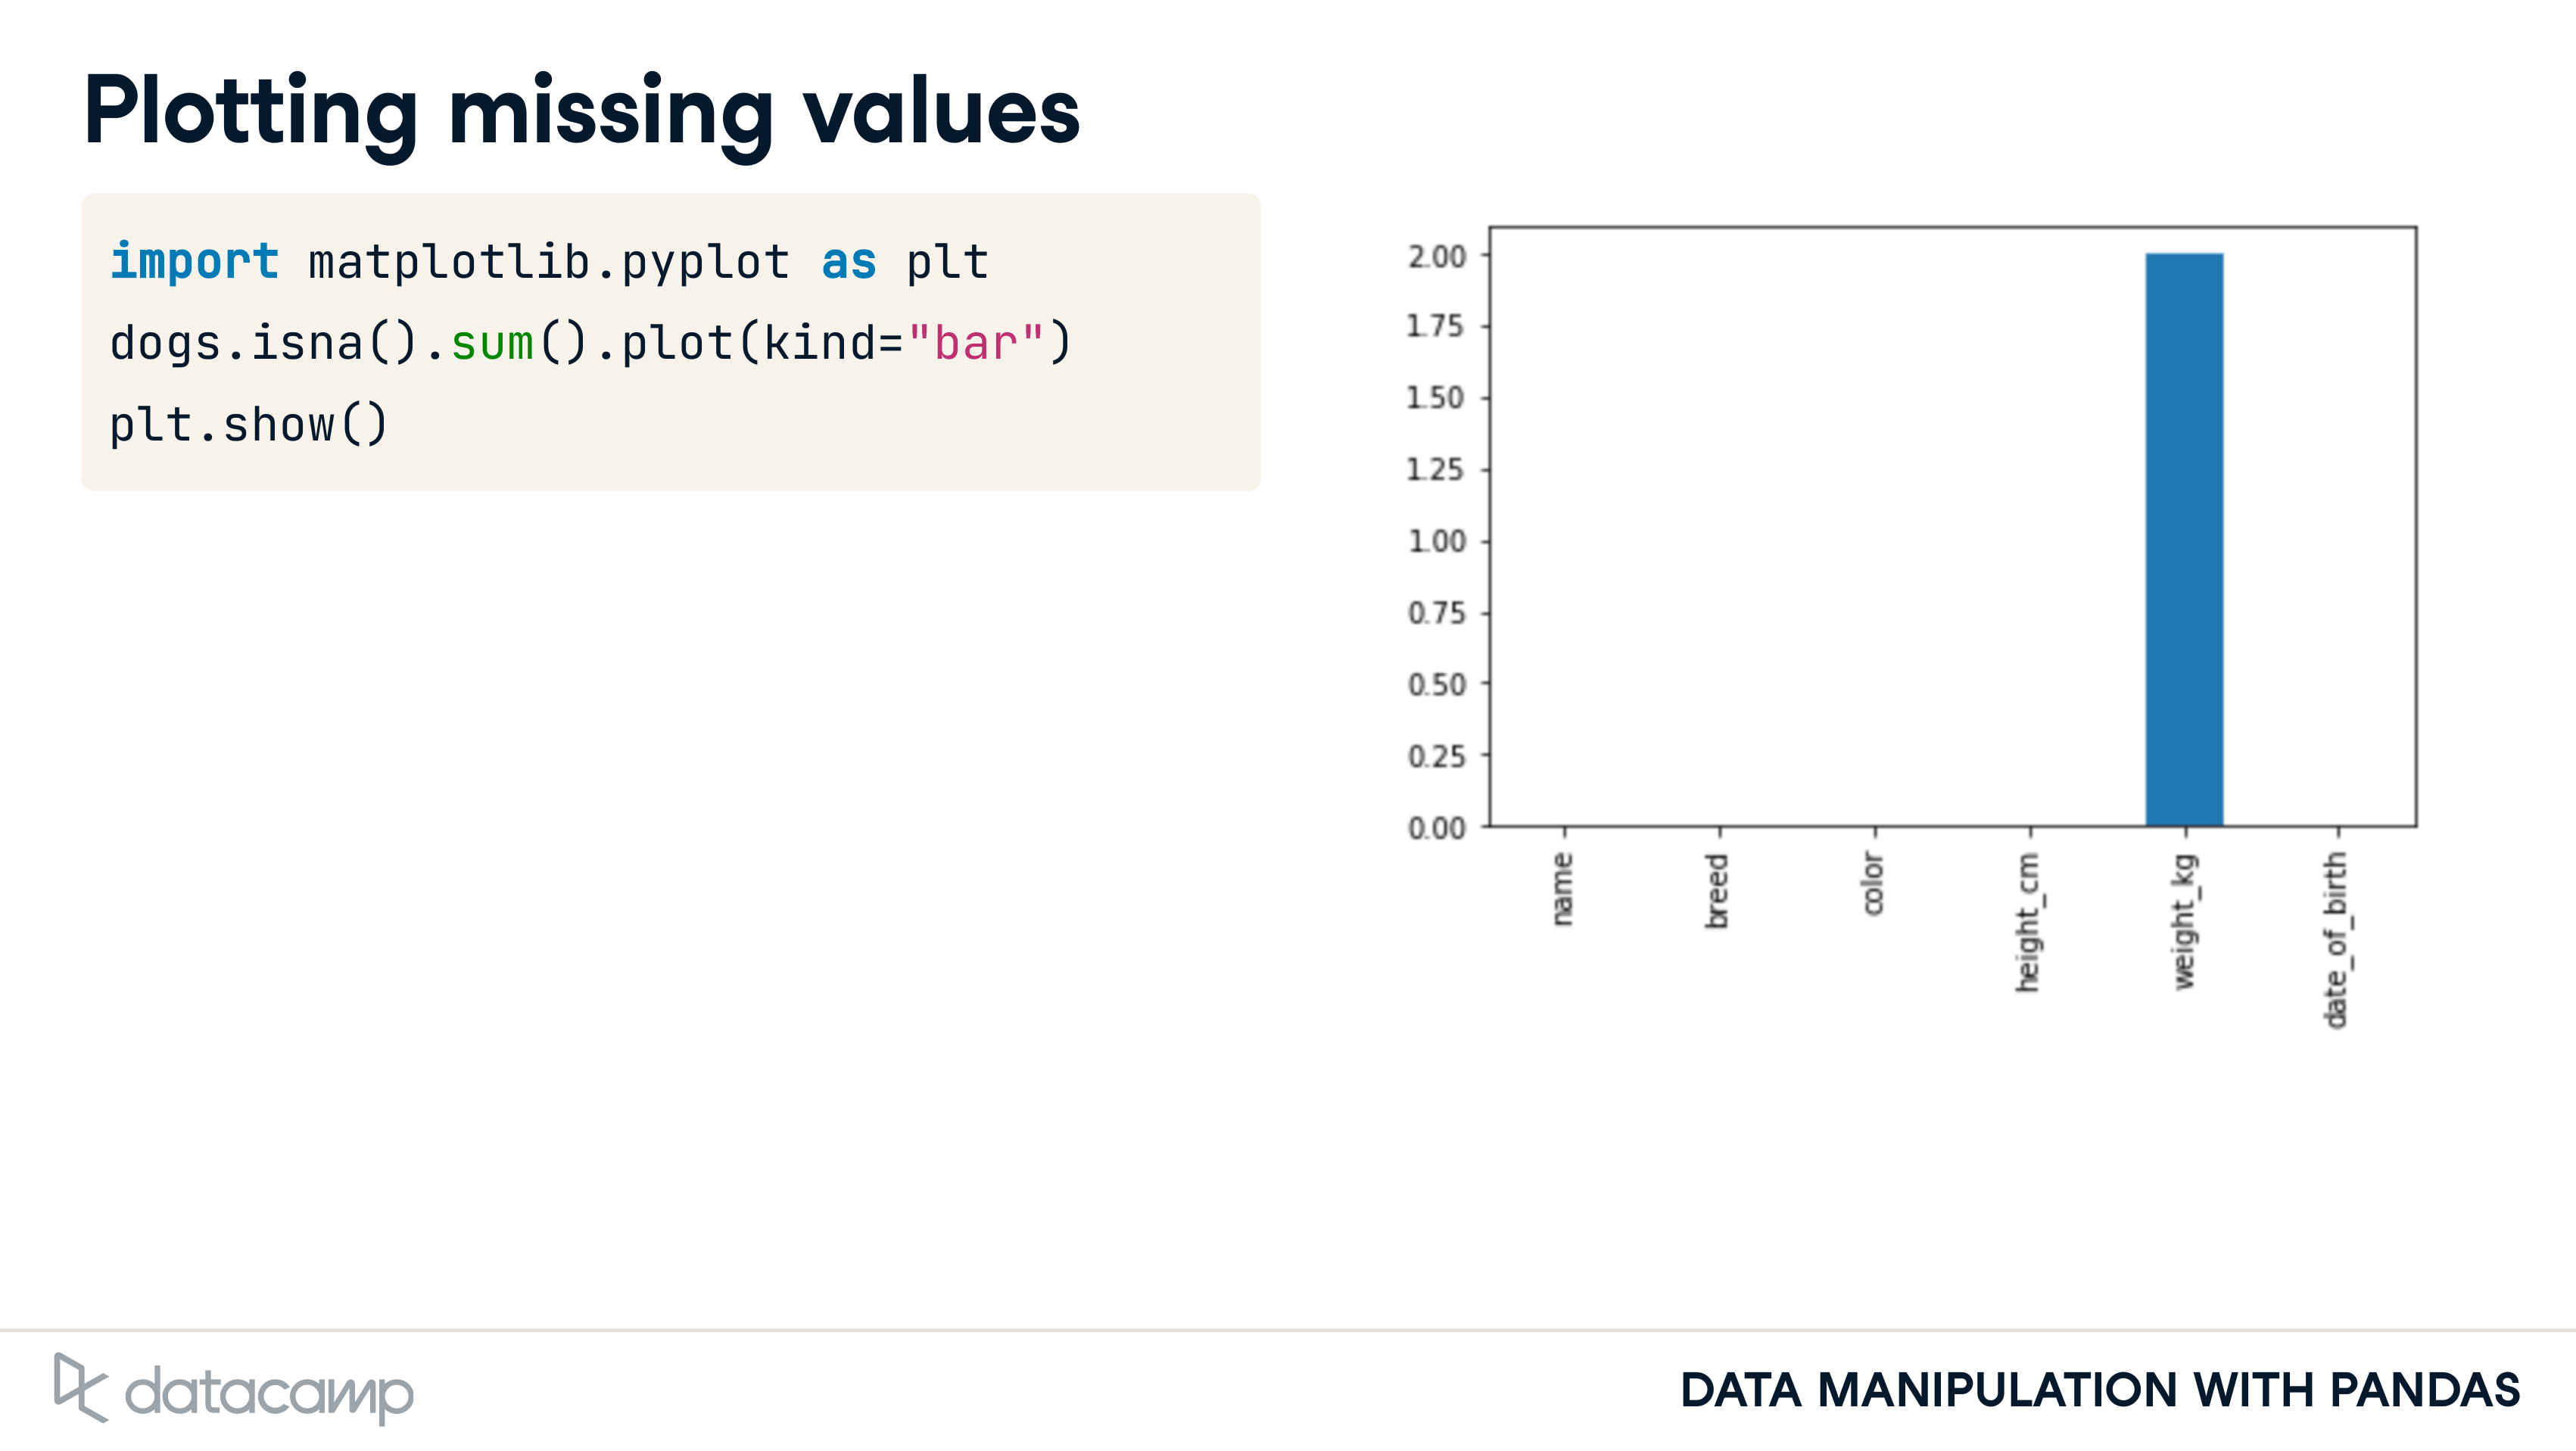 Plotting missing values
import matplotlib.pyplot as plt
dogs.isna().sum().plot(kind="bar")
plt.show()
2.00
1.75
1.50
1.25
1.00
0.75
0.50
0.25
0.00
name
breed
color
height_cm
weight_kg
date_of_birth
datacamp
DATA MANIPULATION WITH PANDAS